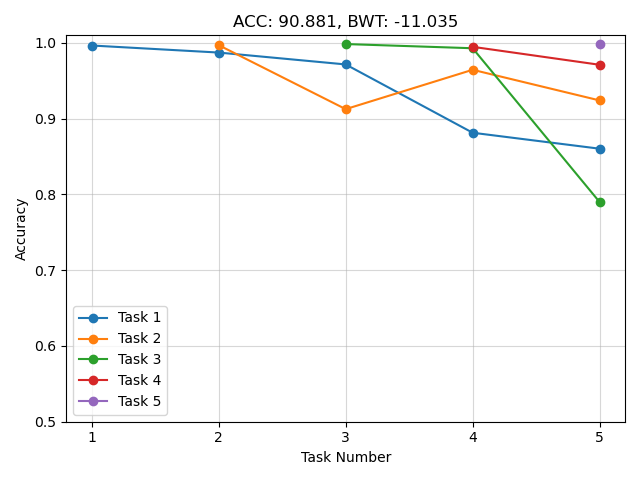 ACC: 90.881, BWT: -11.035
1.0
0.9
0.8
0.7
0.6
0.5
Accuracy
Task 1
Task 2
Task 3
Task 4
Task 5
1 2 3 4 5
Task Number